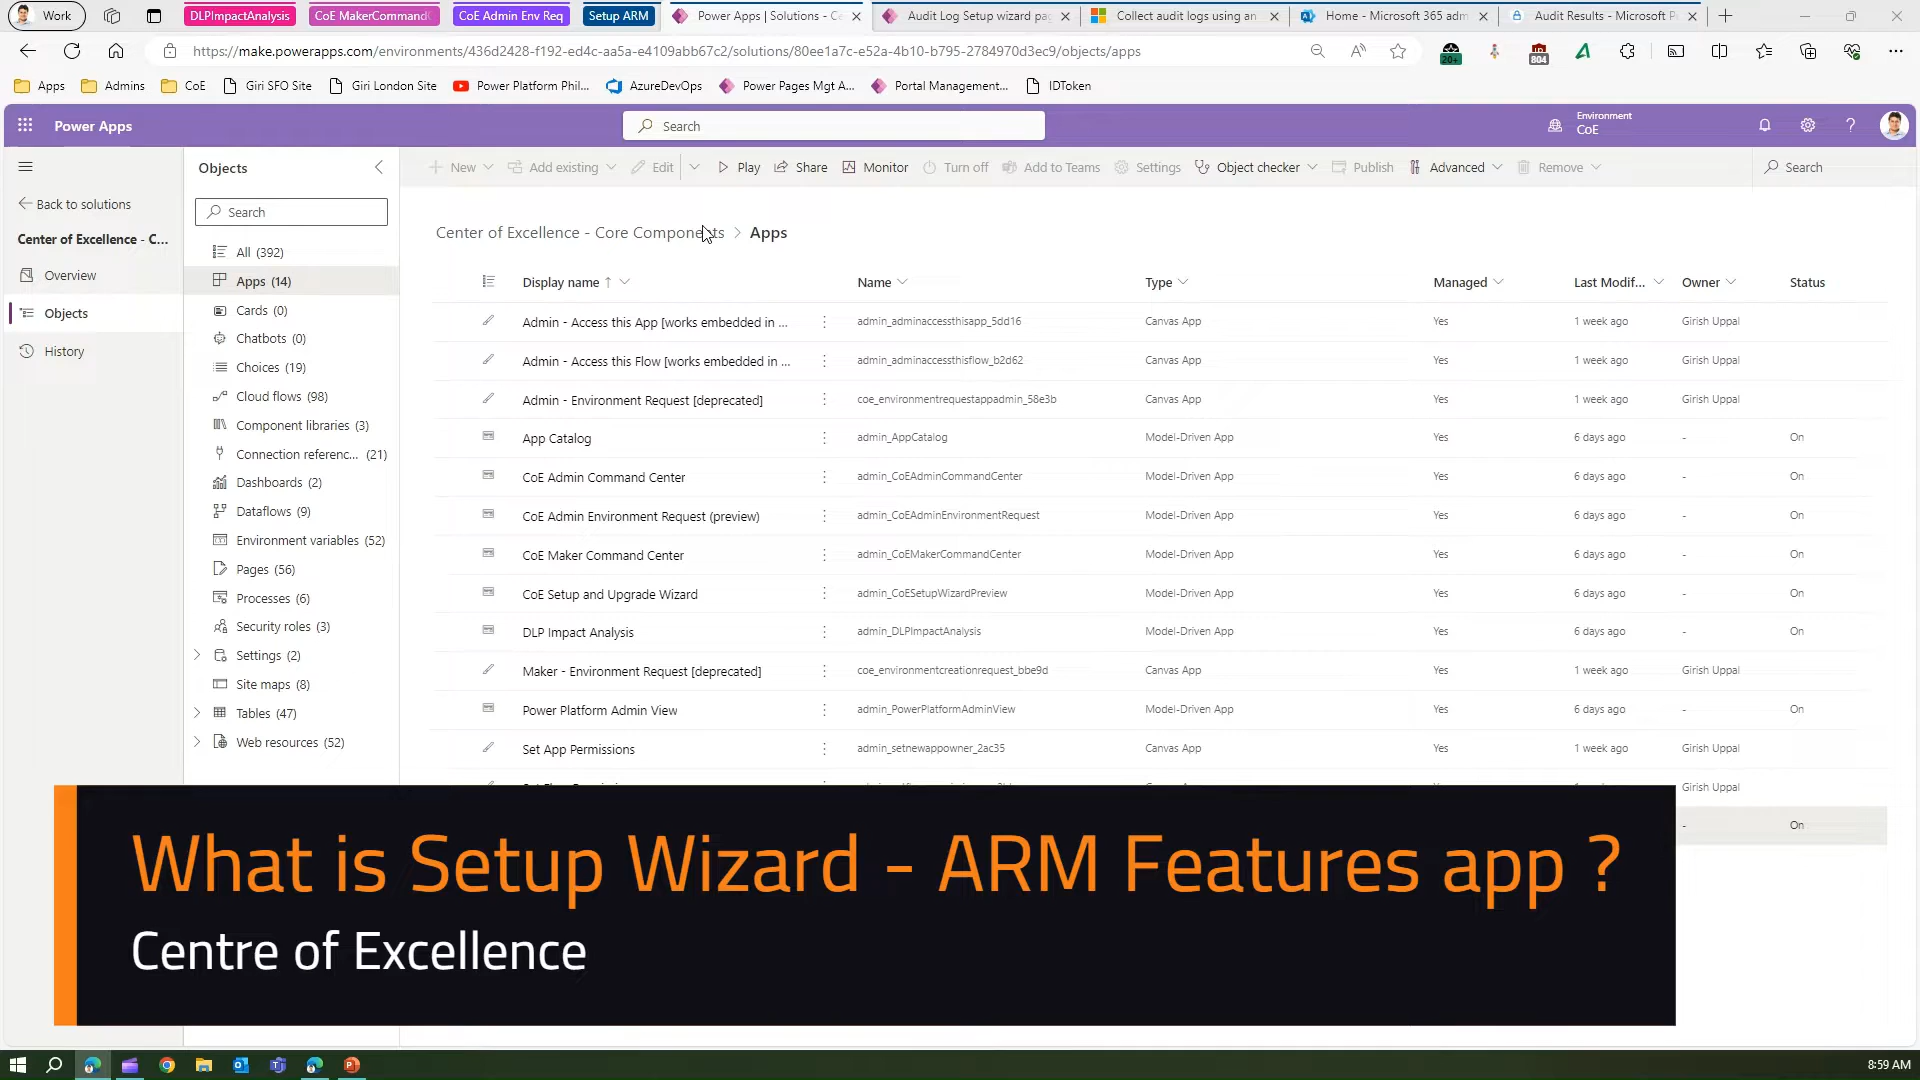 Work
DLPImpactAnalysis
CoE MakerCommand
CoE Admin Env Req
Setup ARM
Power Apps | Solutions - Ce
Audit Log Setup wizard pag
Collect audit logs using an
Home - Microsoft 365 adm
Audit Results - Microsoft P
https://make.powerapps.com/environments/436d2428-f192-ed4c-aa5a-e4109abb67c2/solutions/80ee1a7c-e52a-4b10-b795-2784970d3ec9/objects/apps
20+
804
Apps
Admins
CoE
Giri SFO Site
Giri London Site
Power Platform Phil...
AzureDevOps
Power Pages Mgt A...
Portal Management...
IDToken
Power Apps
Search
Environment
CoE
Objects
New
Add existing
Edit
Play
Share
Monitor
Turn off
Add to Teams
Settings
Object checker
Publish
Advanced
Remove
Search
Back to solutions
Center of Excellence - C...
Overview
Objects
History
Search
All (392)
Apps (14)
Cards (0)
Chatbots (0)
Choices (19)
Cloud flows (98)
Component libraries (3)
Connection referenc... (21)
Dashboards (2)
Dataflows (9)
Environment variables (52)
Pages (56)
Processes (6)
Security roles (3)
Settings (2)
Site maps (8)
Tables (47)
Web resources (52)
Center of Excellence - Core Components > Apps
Display name ↑ Name Type Managed Last Modif... Owner Status
Admin - Access this App [works embedded in ... admin_adminaccessthisapp_5dd16 Canvas App Yes 1 week ago Girish Uppal
Admin - Access this Flow [works embedded in ... admin_adminaccessthisflow_b2d62 Canvas App Yes 1 week ago Girish Uppal
Admin - Environment Request [deprecated] coe_environmentrequestappadmin_58e3b Canvas App Yes 1 week ago Girish Uppal
App Catalog admin_AppCatalog Model-Driven App Yes 6 days ago - On
CoE Admin Command Center admin_CoEAdminCommandCenter Model-Driven App Yes 6 days ago - On
CoE Admin Environment Request (preview) admin_CoEAdminEnvironmentRequest Model-Driven App Yes 6 days ago - On
CoE Maker Command Center admin_CoEMakerCommandCenter Model-Driven App Yes 6 days ago - On
CoE Setup and Upgrade Wizard admin_CoESetupWizardPreview Model-Driven App Yes 6 days ago - On
DLP Impact Analysis admin_DLPImpactAnalysis Model-Driven App Yes 6 days ago - On
Maker - Environment Request [deprecated] coe_environmentcreationrequest_bbe9d Canvas App Yes 1 week ago Girish Uppal
Power Platform Admin View admin_PowerPlatformAdminView Model-Driven App Yes 6 days ago - On
Set App Permissions admin_setnewappowner_2ac35 Canvas App Yes 1 week ago Girish Uppal
Girish Uppal
- On
What is Setup Wizard - ARM Features app ?
Centre of Excellence
8:59 AM